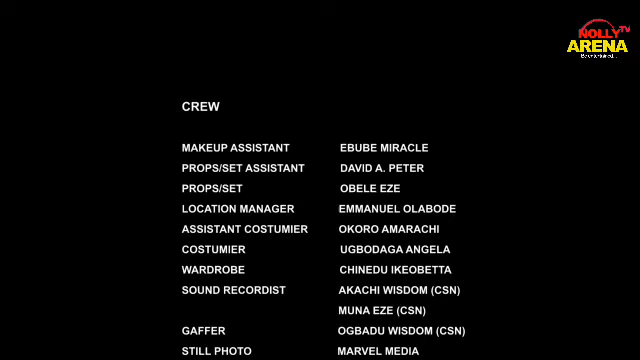 NOLLY TV
ARENA
Be entertained...
CREW
MAKEUP ASSISTANT EBUBE MIRACLE
PROPS/SET ASSISTANT DAVID A. PETER
PROPS/SET OBELE EZE
LOCATION MANAGER EMMANUEL OLABODE
ASSISTANT COSTUMIER OKORO AMARACHI
COSTUMIER UGBODAGA ANGELA
WARDROBE CHINEDU IKEOBETTA
SOUND RECORDIST AKACHI WISDOM (CSN)
MUNA EZE (CSN)
GAFFER OGBADU WISDOM (CSN)
STILL PHOTO MARVEL MEDIA